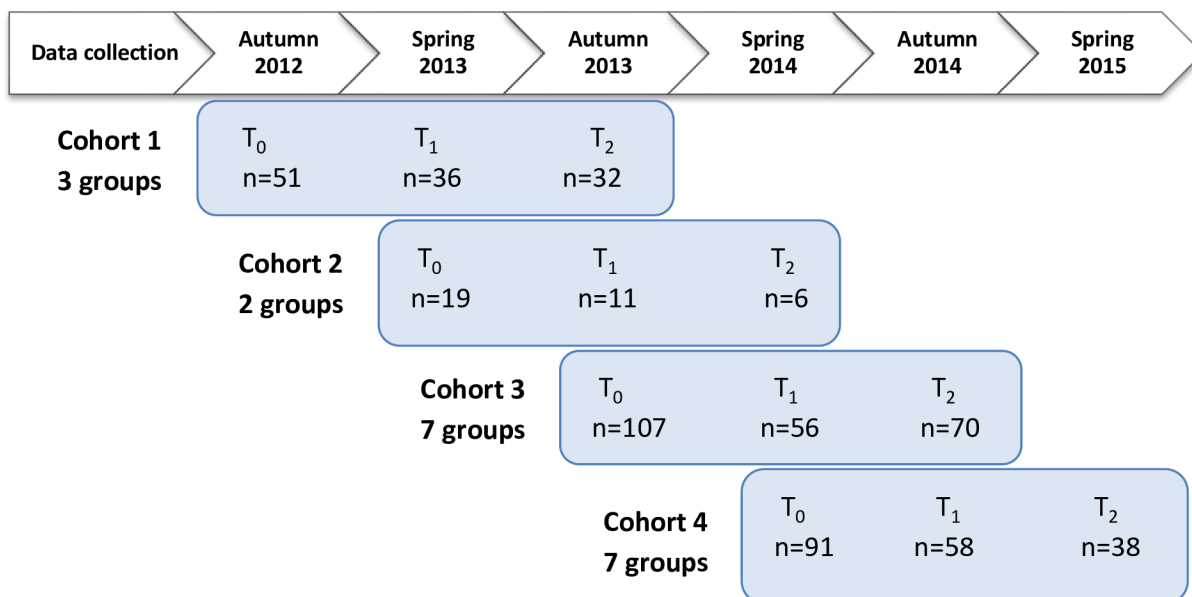 Data collection
Autumn 2012
Spring 2013
Autumn 2013
Spring 2014
Autumn 2014
Spring 2015
Cohort 1
3 groups
T0 T1 T2
n=51 n=36 n=32
Cohort 2
2 groups
T0 T1 T2
n=19 n=11 n=6
Cohort 3
7 groups
T0 T1 T2
n=107 n=56 n=70
Cohort 4
7 groups
T0 T1 T2
n=91 n=58 n=38